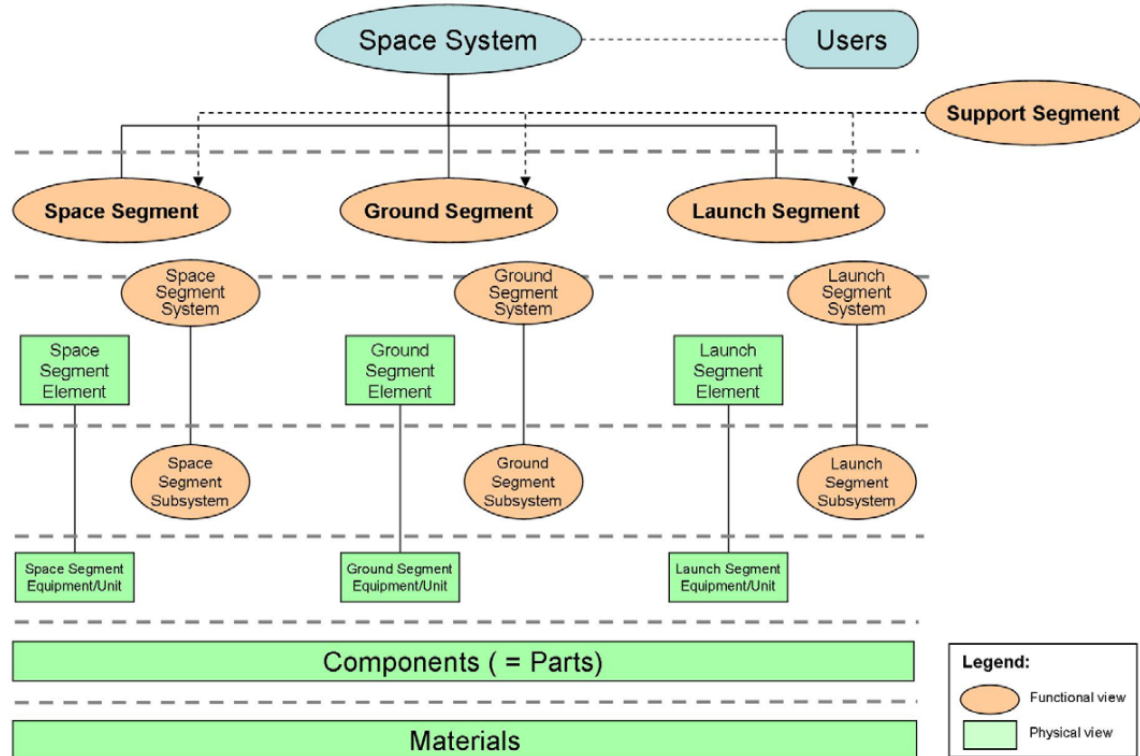 Space System
Users
Support Segment
Space Segment
Ground Segment
Launch Segment
Space
Segment
System
Ground
Segment
System
Launch
Segment
System
Space
Segment
Element
Ground
Segment
Element
Launch
Segment
Element
Space
Segment
Subsystem
Ground
Segment
Subsystem
Launch
Segment
Subsystem
Space Segment
Equipment/Unit
Ground Segment
Equipment/Unit
Launch Segment
Equipment/Unit
Components ( = Parts)
Materials
Legend:
Functional view
Physical view